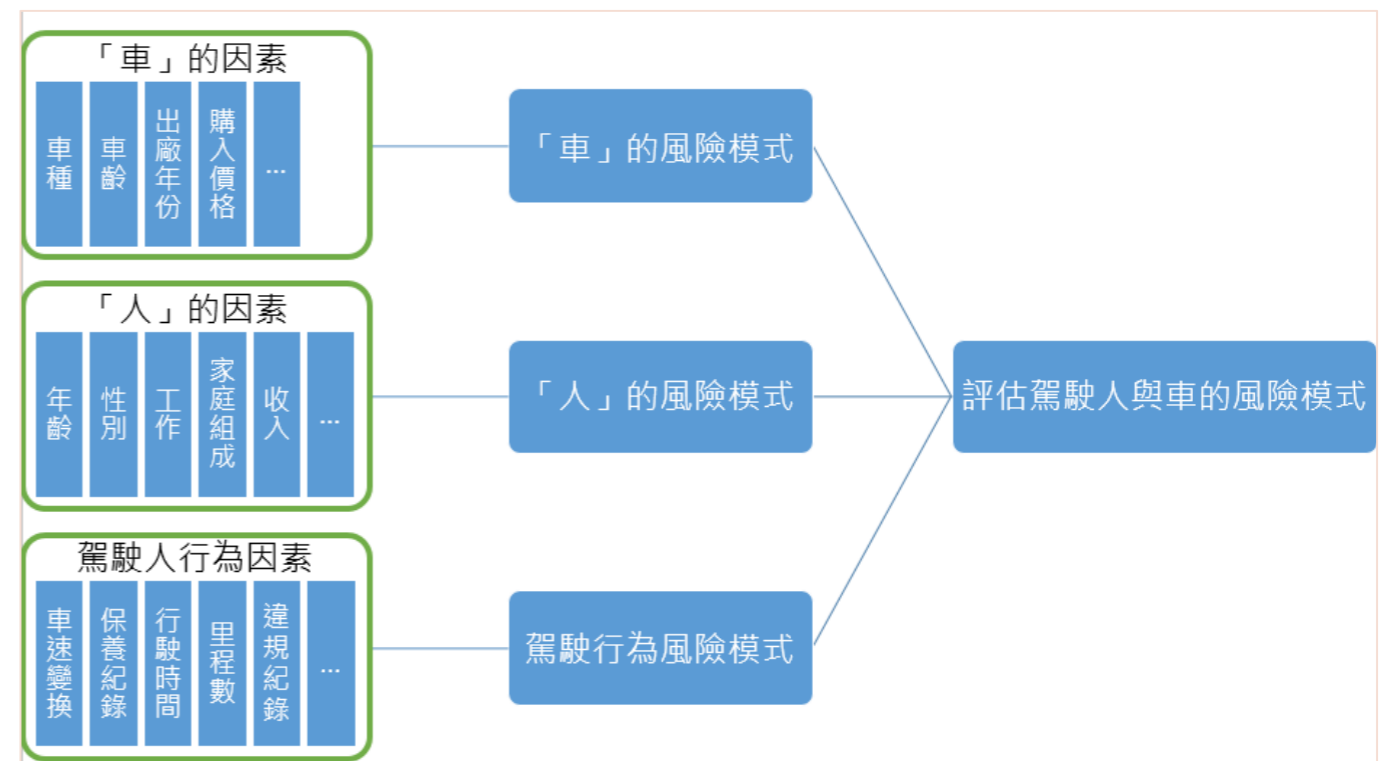 「車」的因素
車種
車齡
出廠年份
購入價格
...
「車」的風險模式
「人」的因素
年齡
性別
工作
家庭組成
收入
...
「人」的風險模式
評估駕駛人與車的風險模式
駕駛人行為因素
車速變換
保養紀錄
行駛時間
里程數
違規紀錄
...
駕駛行為風險模式